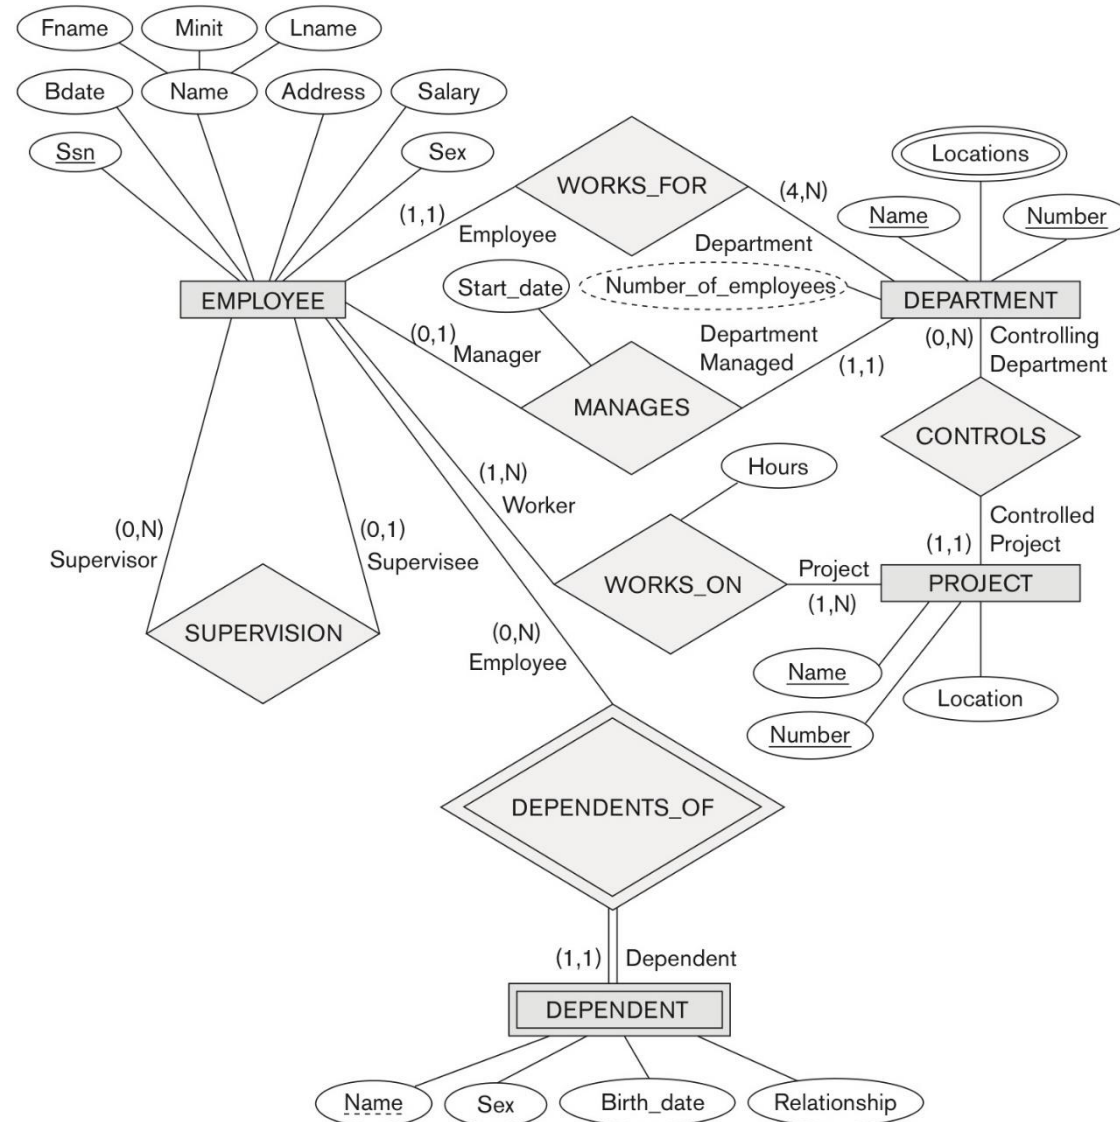 Fname
Minit
Lname
Bdate
Name
Address
Salary
Ssn
Sex
WORKS_FOR
Locations
Name
Number
(1,1)
Employee
(4,N)
Department
Start_date
Number_of_employees
EMPLOYEE
DEPARTMENT
(0,1)
Manager
Department
Managed
(1,1)
(0,N)
Controlling
Department
MANAGES
CONTROLS
Hours
(1,N)
Worker
(0,N)
Supervisor
(0,1)
Supervisee
Controlled
Project
(1,1)
WORKS_ON
Project
(1,N)
PROJECT
SUPERVISION
(0,N)
Employee
Name
Location
Number
DEPENDENTS_OF
(1,1)
Dependent
DEPENDENT
Name
Sex
Birth_date
Relationship